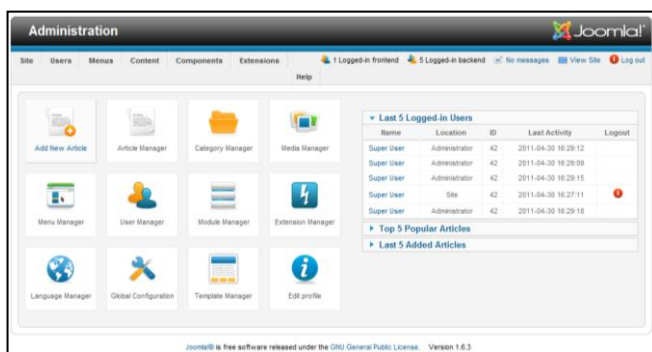 Administration
Joomla!
Site Users Menus Content Components Extensions 1 Logged-in frontend 5 Logged-in backend No messages View Site Log out
Help
Add New Article Article Manager Category Manager Media Manager
Menu Manager User Manager Module Manager Extension Manager
Language Manager Global Configuration Template Manager Edit profile
Last 5 Logged-in Users
Name Location ID Last Activity Logout
Super User Administrator 42 2011-04-30 16:29:12
Super User Administrator 42 2011-04-30 16:29:09
Super User Administrator 42 2011-04-30 16:29:15
Super User Site 42 2011-04-30 16:27:11
Super User Administrator 42 2011-04-30 16:29:18
Top 5 Popular Articles
Last 5 Added Articles
Joomla!® is free software released under the GNU General Public License. Version 1.6.3